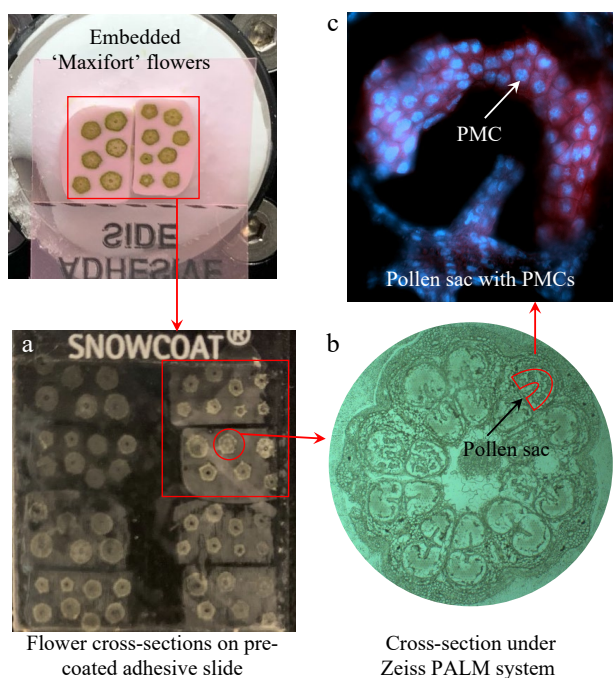 Embedded
‘Maxifort’ flowers
SIDE
ADHESIVE
c
PMC
Pollen sac with PMCs
a
SNOWCOAT®
b
Pollen sac
Flower cross-sections on pre-
coated adhesive slide
Cross-section under
Zeiss PALM system